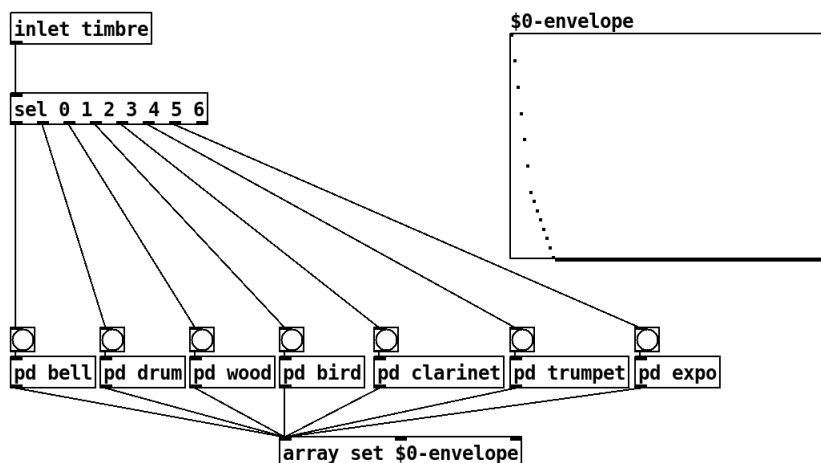 inlet timbre
$0-envelope
sel 0 1 2 3 4 5 6
pd bell
pd drum
pd wood
pd bird
pd clarinet
pd trumpet
pd expo
array set $0-envelope